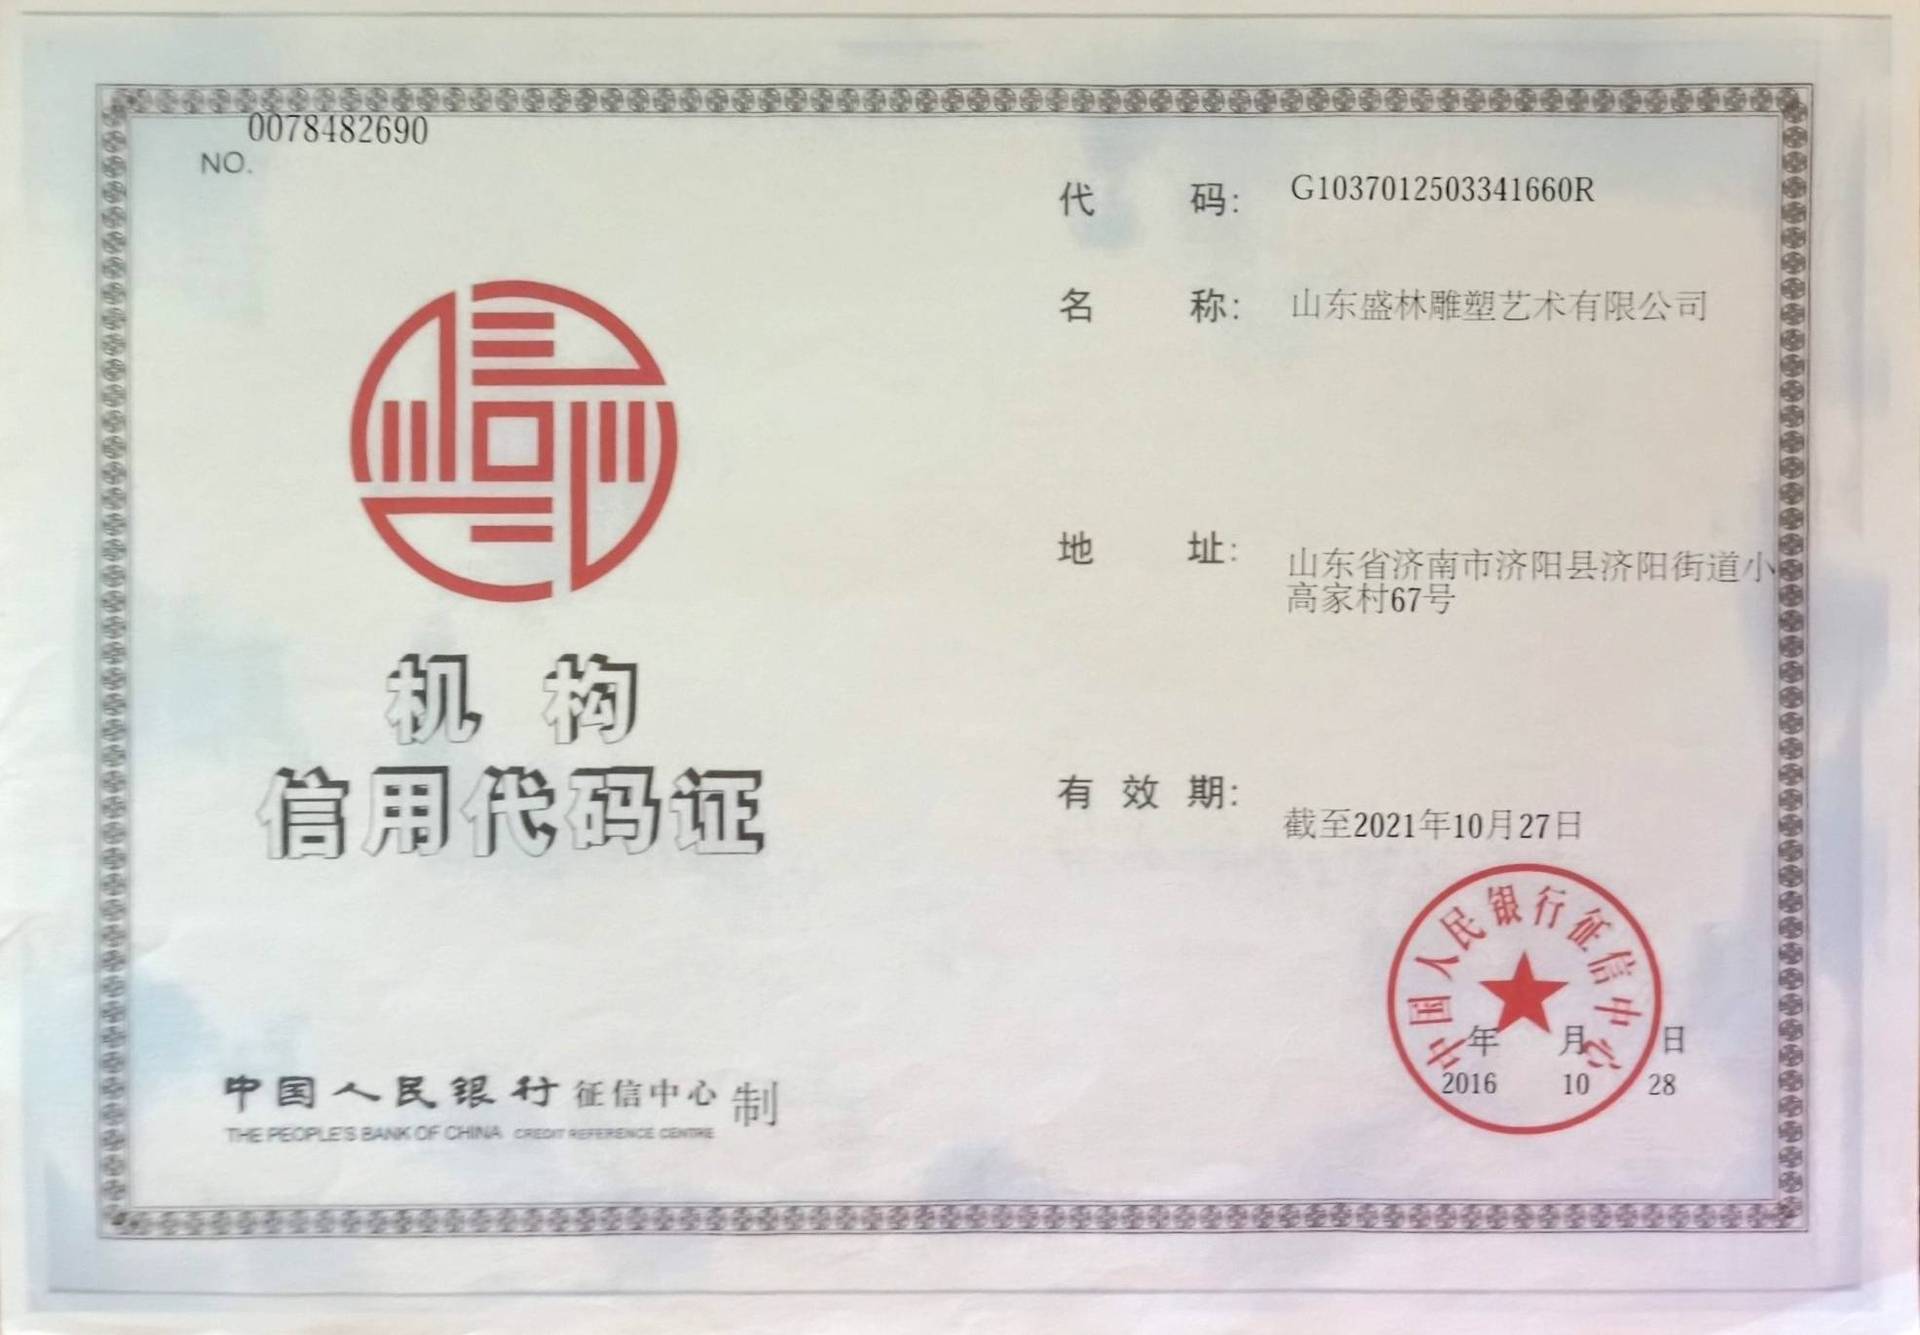 0078482690
NO.
机 构
信用代码证
中国人民银行 征信中心 制
THE PEOPLE'S BANK OF CHINA CREDIT REFERENCE CENTRE
代 码: G1037012503341660R
名 称: 山东盛林雕塑艺术有限公司
地 址: 山东省济南市济阳县济阳街道小
高家村67号
有 效 期:
截至2021年10月27日
中国人民银行征信中心
年 月 日
2016 10 28